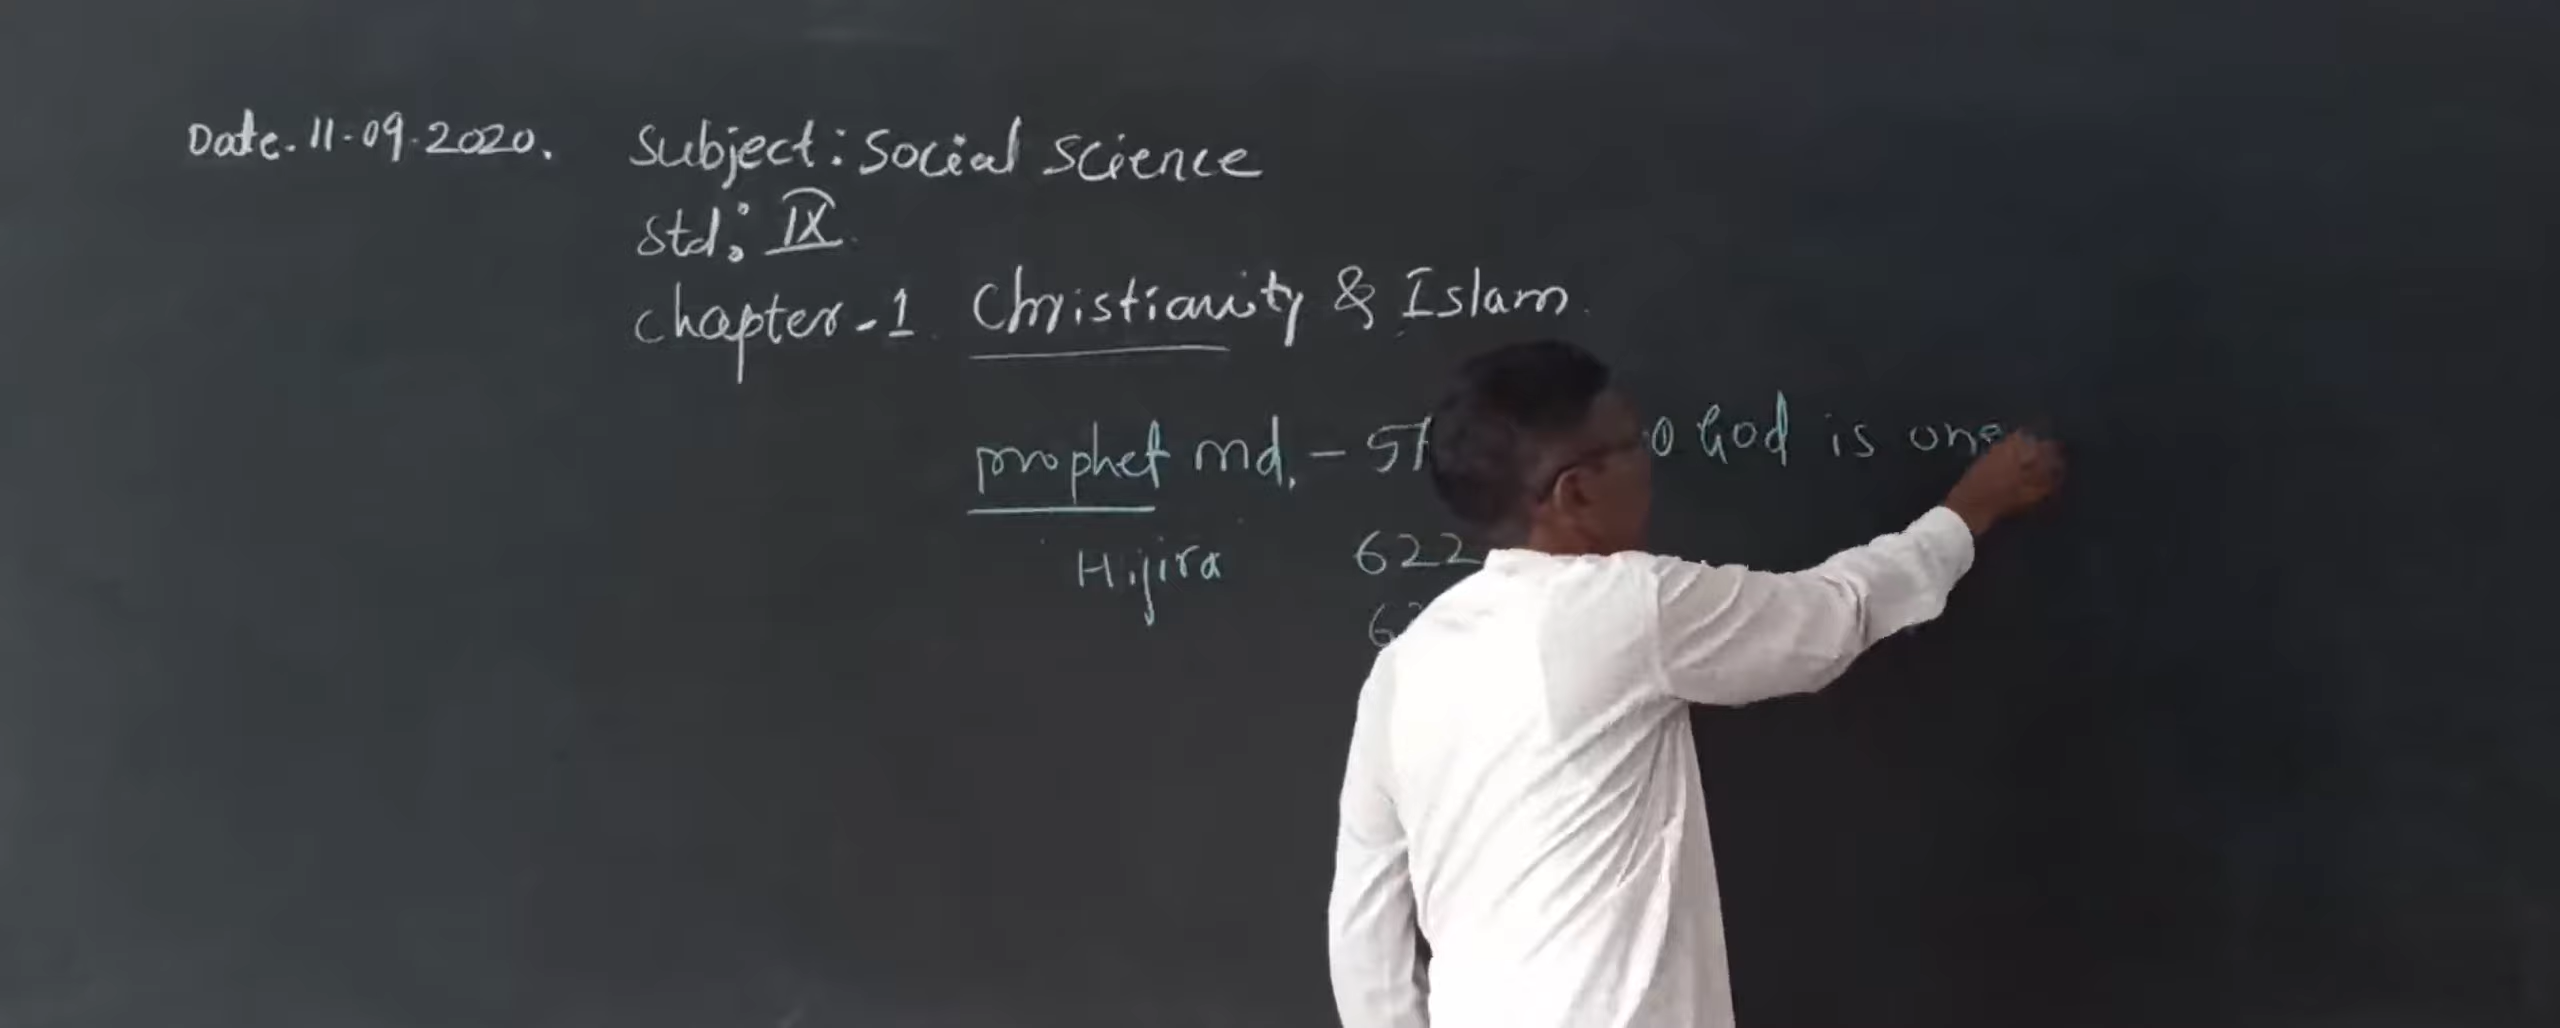 Date. 11-09-2020. Subject: Social Science
Std: IX
Chapter-1 Christianity & Islam.
prophet md. - 57 God is one
Hijira 622